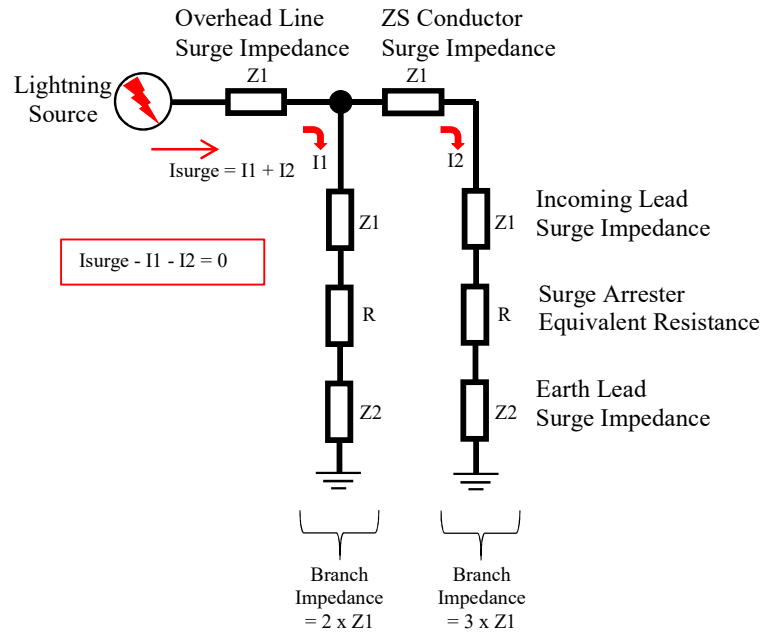 Overhead Line
Surge Impedance
Z1
ZS Conductor
Surge Impedance
Z1
Lightning
Source
Isurge = I1 + I2
I1
I2
Isurge - I1 - I2 = 0
Z1
Z1
Incoming Lead
Surge Impedance
R
R
Surge Arrester
Equivalent Resistance
Z2
Z2
Earth Lead
Surge Impedance
Branch
Impedance
= 2 x Z1
Branch
Impedance
= 3 x Z1